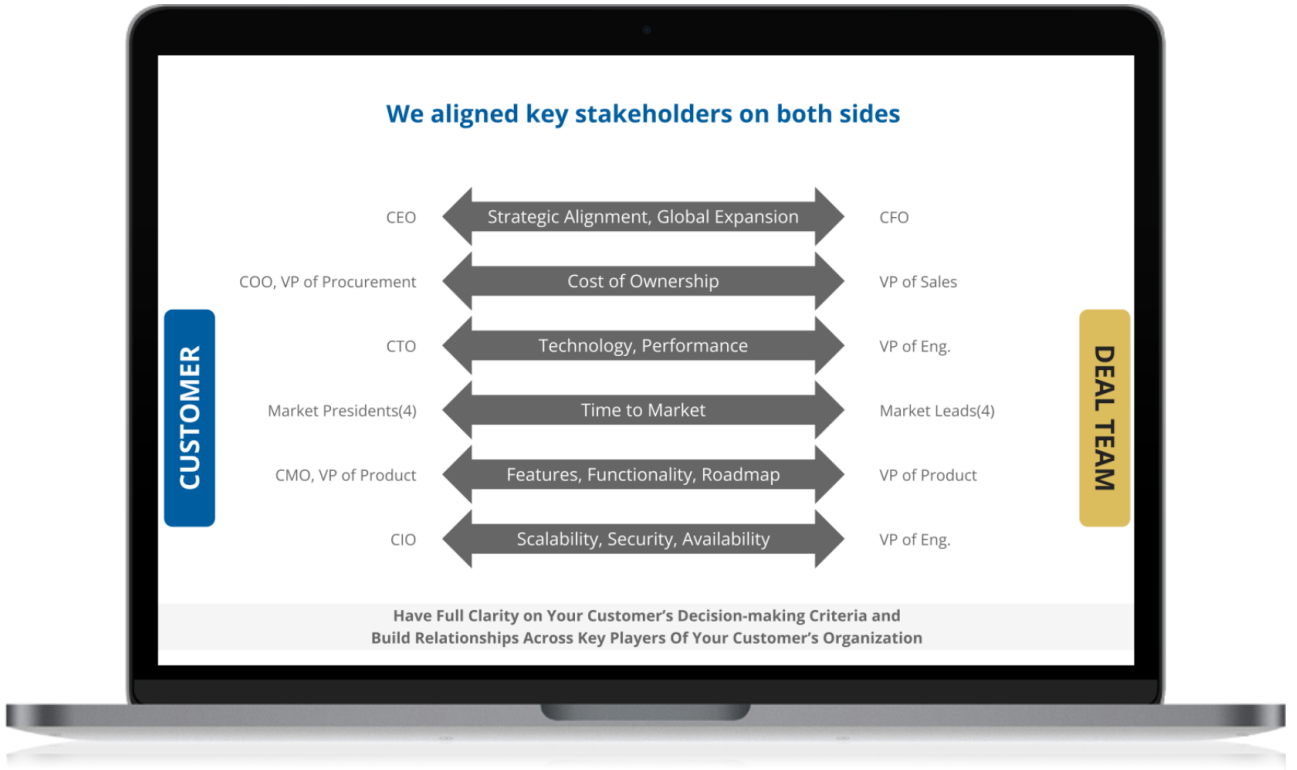 We aligned key stakeholders on both sides
CEO
Strategic Alignment, Global Expansion
CFO
COO, VP of Procurement
Cost of Ownership
VP of Sales
CTO
Technology, Performance
VP of Eng.
Market Presidents(4)
Time to Market
Market Leads(4)
CMO, VP of Product
Features, Functionality, Roadmap
VP of Product
CIO
Scalability, Security, Availability
VP of Eng.
CUSTOMER
DEAL TEAM
Have Full Clarity on Your Customer’s Decision-making Criteria and
Build Relationships Across Key Players Of Your Customer’s Organization